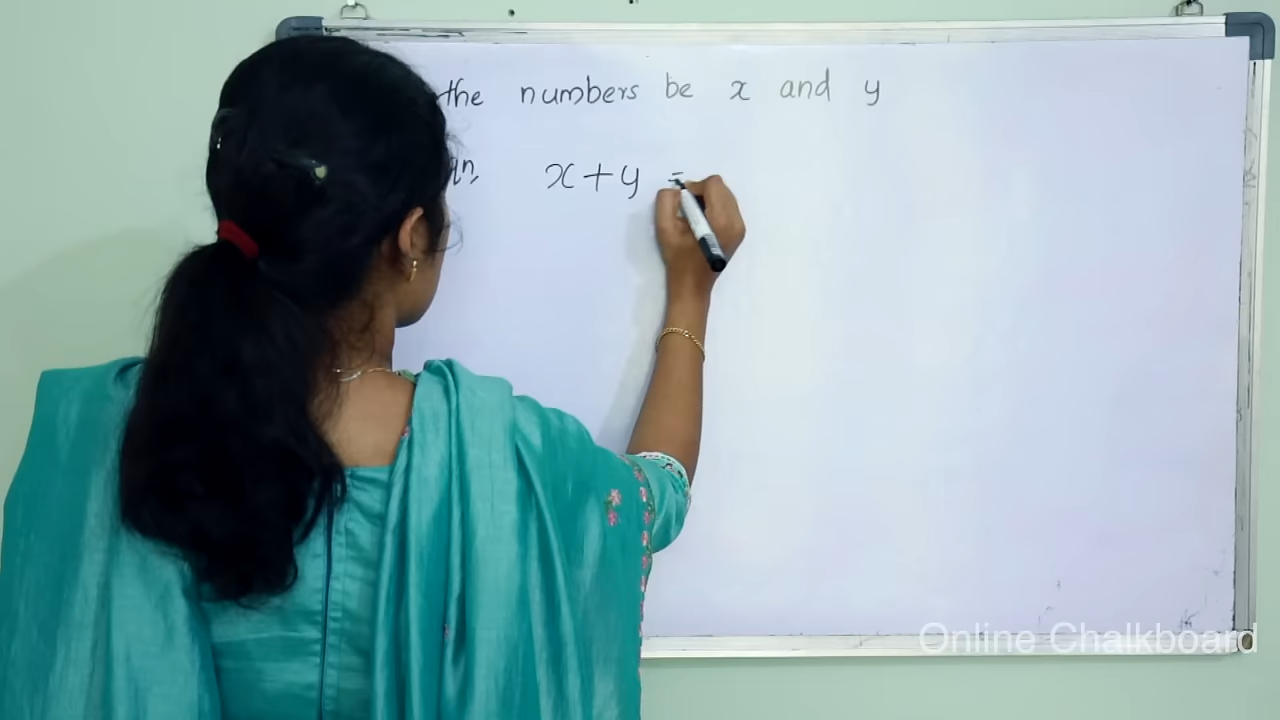 the numbers be x and y
x + y =
Online Chalkboard